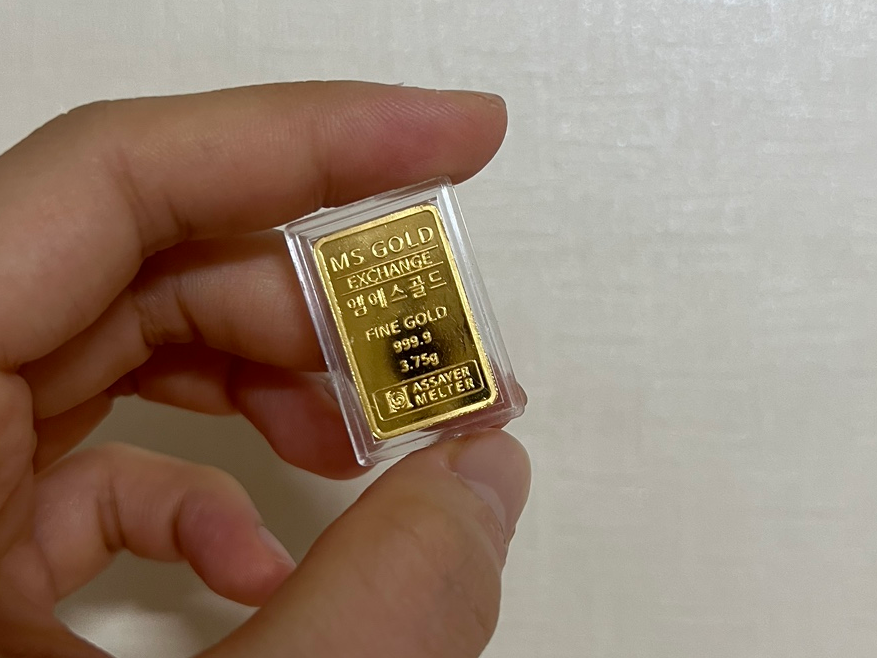 MS GOLD
EXCHANGE
엠에스골드
FINE GOLD
999.9
3.75g
ASSAYER
MELTER